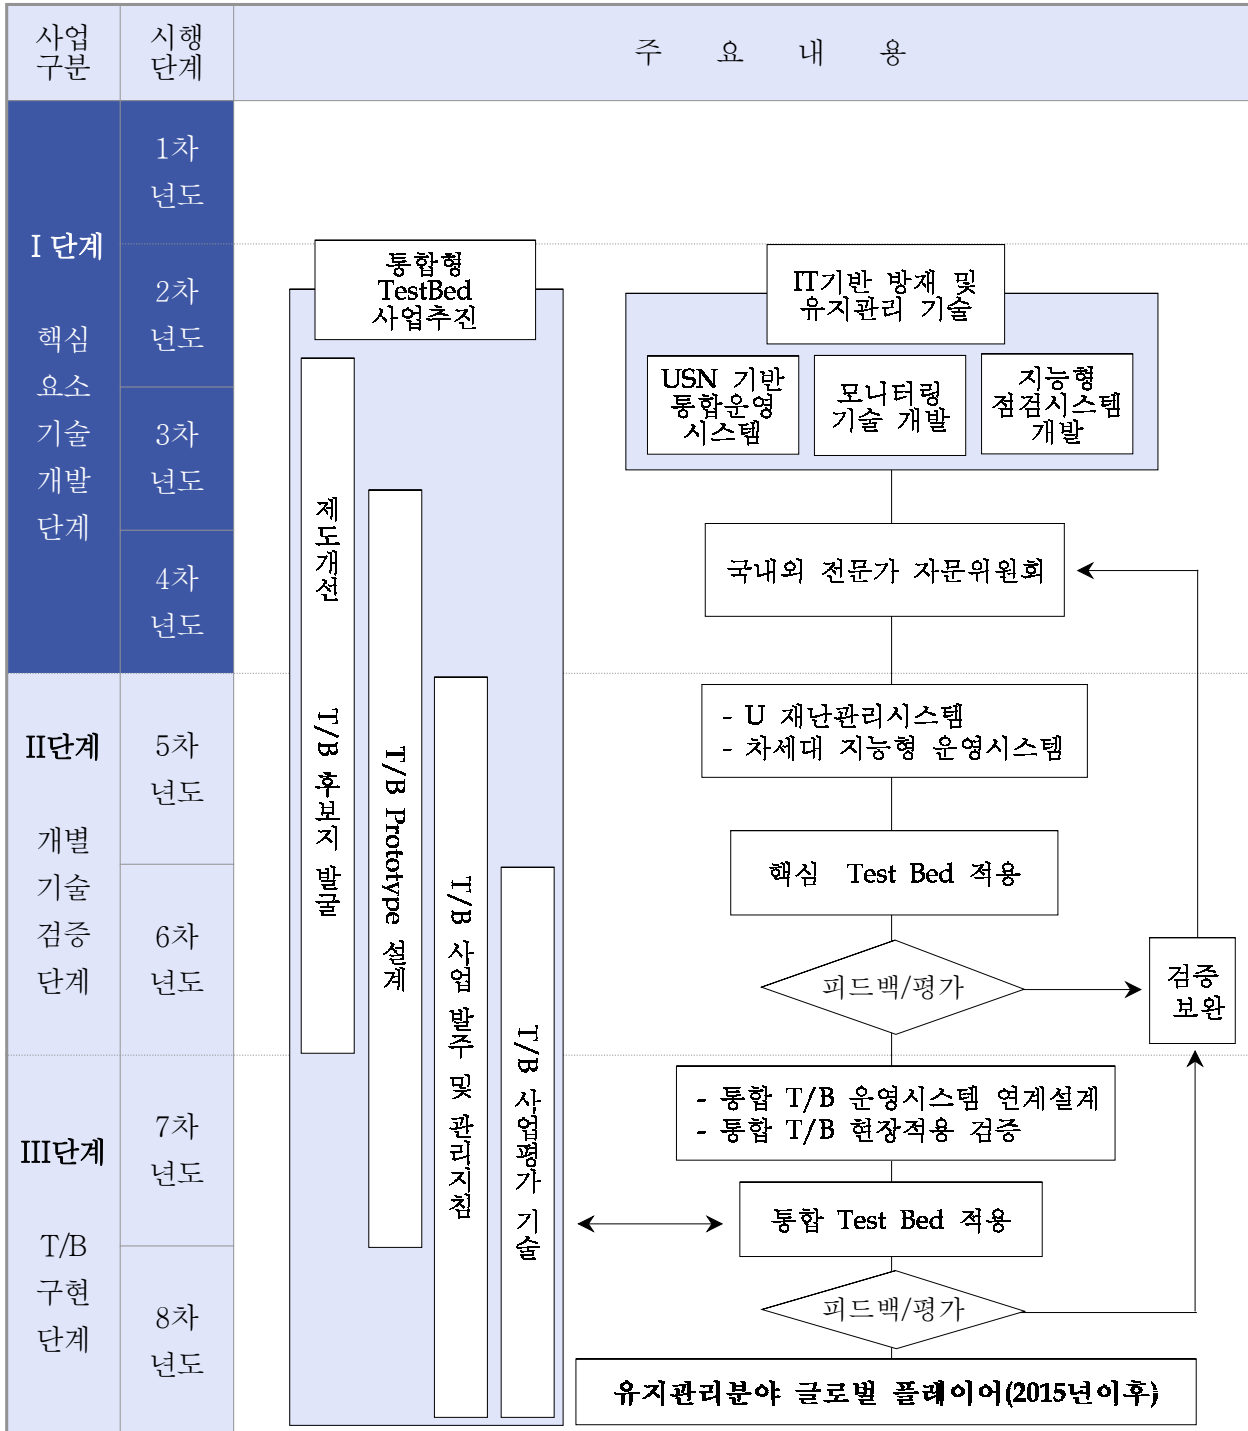 사업
구분
시행
단계
주 요 내 용
I 단계
핵심
요소
기술
개발
단계
1차
년도
2차
년도
3차
년도
4차
년도
II단계
개별
기술
검증
단계
5차
년도
6차
년도
III단계
T/B
구현
단계
7차
년도
8차
년도
통합형
TestBed
사업추진
제도개선 T/B 후보지 발굴
T/B Prototype 설계
T/B 사업 발주 및 관리지침
T/B 사업평가 기술
IT기반 방재 및
유지관리 기술
USN 기반
통합운영
시스템
모니터링
기술 개발
지능형
점검시스템
개발
국내외 전문가 자문위원회
- U 재난관리시스템
- 차세대 지능형 운영시스템
핵심 Test Bed 적용
피드백/평가
검증
보완
- 통합 T/B 운영시스템 연계설계
- 통합 T/B 현장적용 검증
통합 Test Bed 적용
피드백/평가
유지관리분야 글로벌 플레이어(2015년이후)